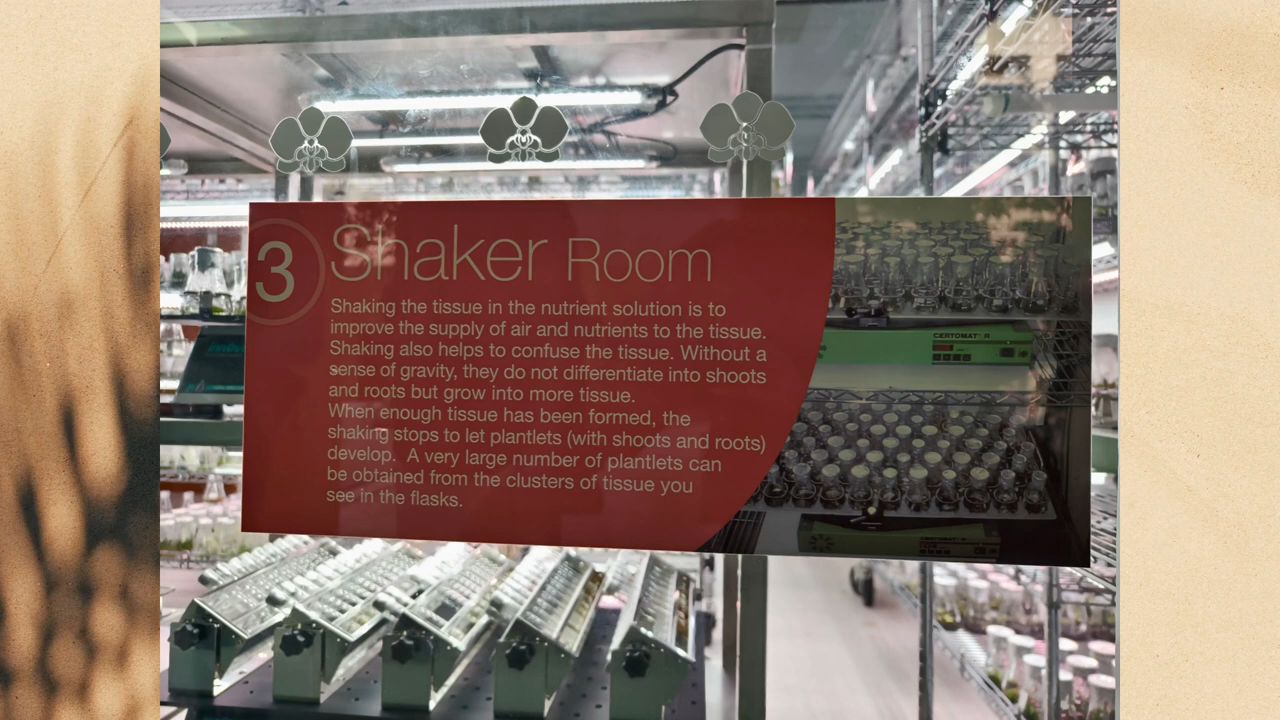 3
Shaker Room
Shaking the tissue in the nutrient solution is to
improve the supply of air and nutrients to the tissue.
Shaking also helps to confuse the tissue. Without a
sense of gravity, they do not differentiate into shoots
and roots but grow into more tissue.
When enough tissue has been formed, the
shaking stops to let plantlets (with shoots and roots)
develop. A very large number of plantlets can
be obtained from the clusters of tissue you
see in the flasks.
CERTOMAT R
CERTOMAT R